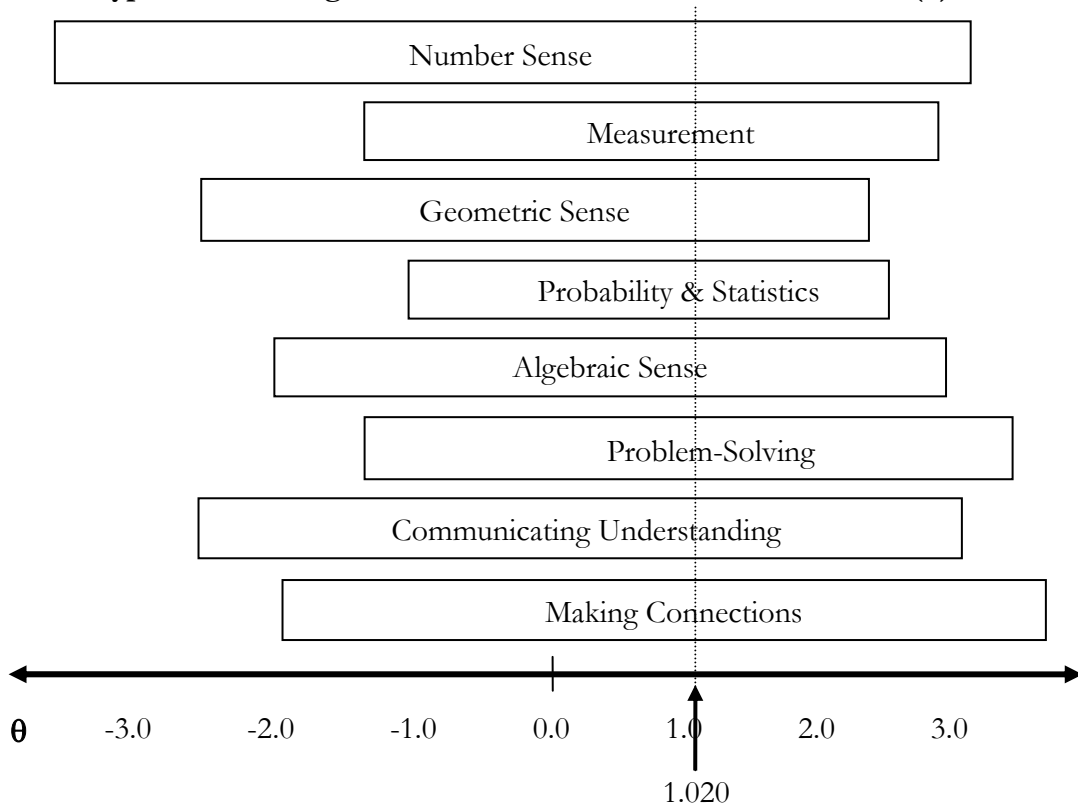 Number Sense
Measurement
Geometric Sense
Probability & Statistics
Algebraic Sense
Problem-Solving
Communicating Understanding
Making Connections
θ -3.0 -2.0 -1.0 0.0 1.0 2.0 3.0
1.020